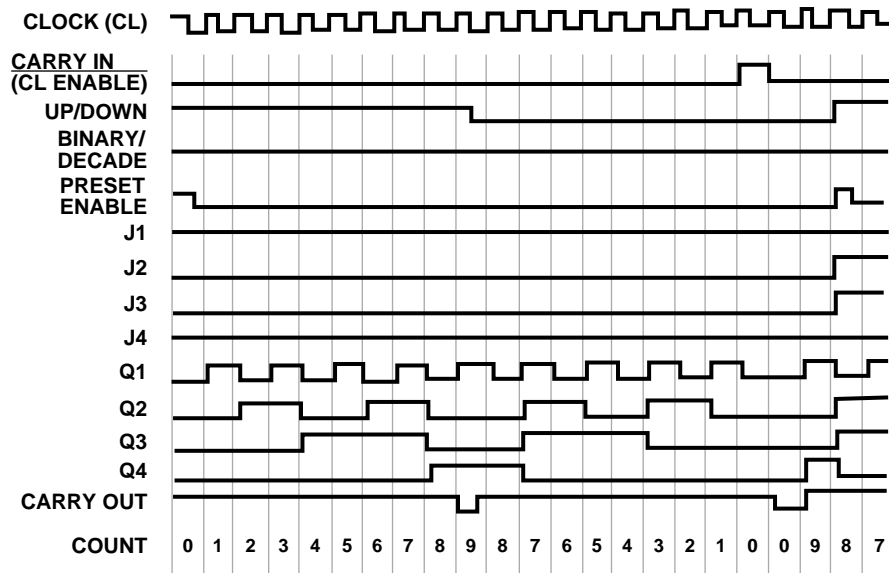 CLOCK (CL)
CARRY IN
(CL ENABLE)
UP/DOWN
BINARY/
DECADE
PRESET
ENABLE
J1
J2
J3
J4
Q1
Q2
Q3
Q4
CARRY OUT
COUNT 0 1 2 3 4 5 6 7 8 9 8 7 6 5 4 3 2 1 0 0 9 8 7